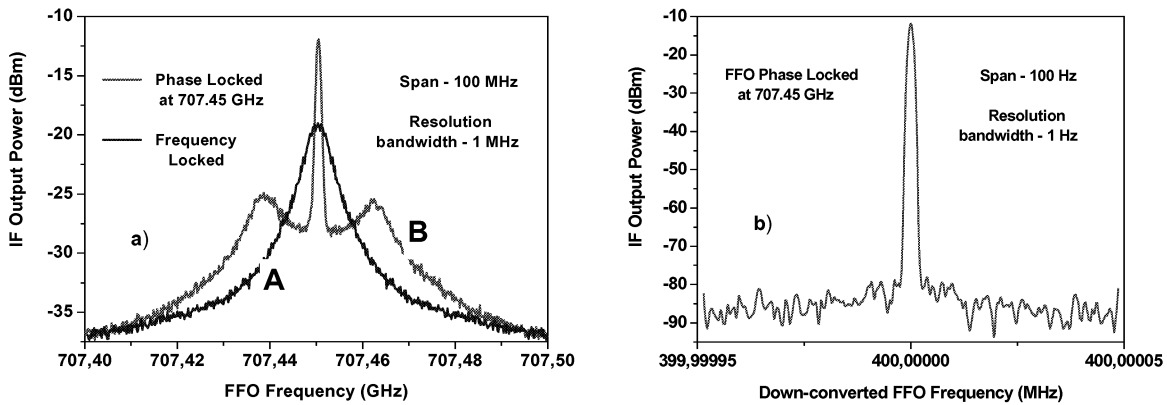 -10
-15
-20
-25
-30
-35
IF Output Power (dBm)
Phase Locked
at 707.45 GHz
Frequency
Locked
Span - 100 MHz
Resolution
bandwidth - 1 MHz
a)
A
B
707,40
707,42
707,44
707,46
707,48
707,50
FFO Frequency (GHz)
-10
-20
-30
-40
-50
-60
-70
-80
-90
IF Output Power (dBm)
FFO Phase Locked
at 707.45 GHz
Span - 100 Hz
Resolution
bandwidth - 1 Hz
b)
399,99995
400,00000
400,00005
Down-converted FFO Frequency (MHz)